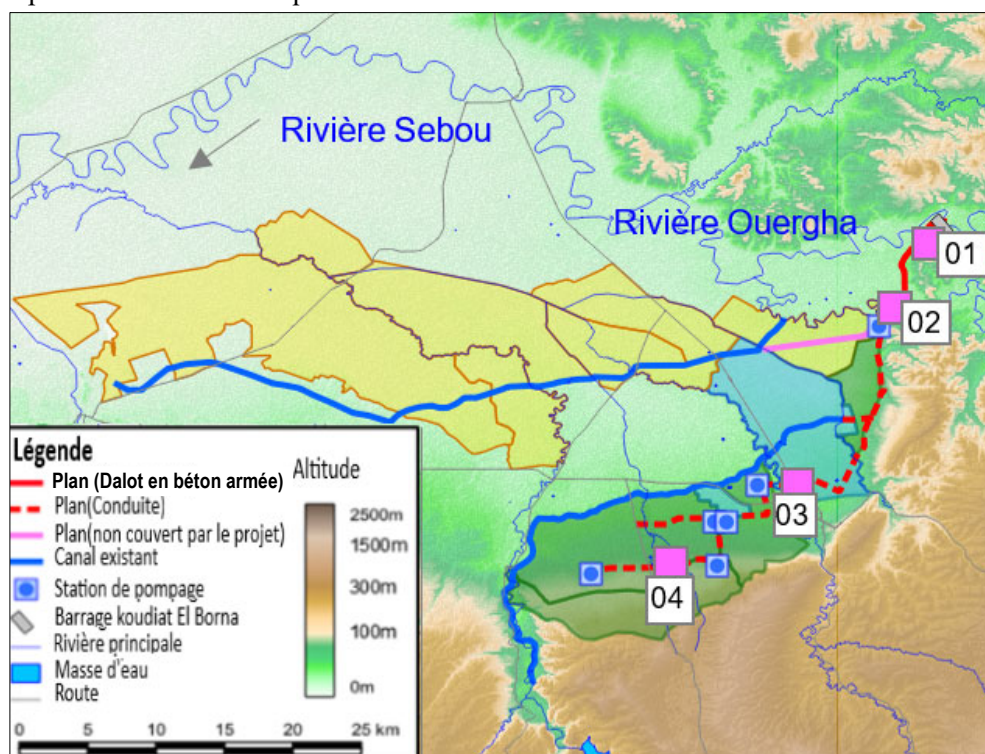 Rivière Sebou
Rivière Ouergha
01
02
03
04
Légende
Plan (Dalot en béton armée)
Plan(Conduite)
Plan(non couvert par le projet)
Canal existant
Station de pompage
Barrage koudiat El Borna
Rivière principale
Masse d'eau
Route
Altitude
2500m
1500m
300m
100m
0m
0 5 10 15 20 25 km